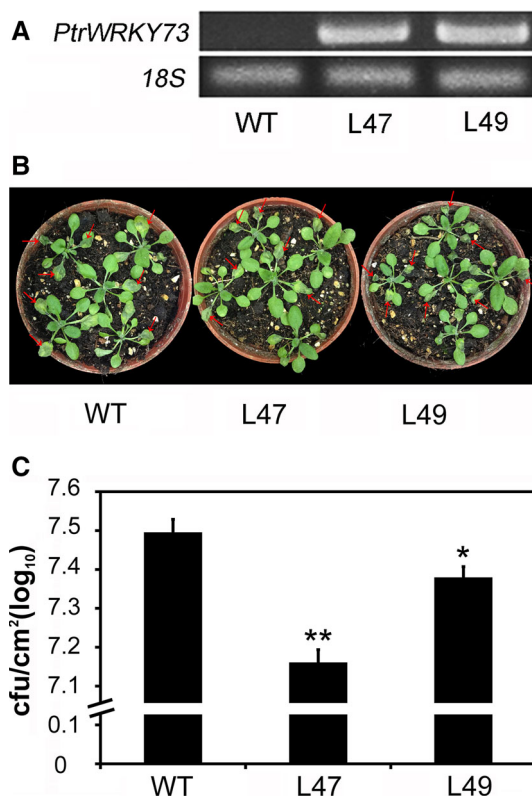 A
PtrWRKY73
18S
WT L47 L49
B
WT L47 L49
C
cfu/cm²(log₁₀)
7.6
7.5
7.4
7.3
7.2
7.1
0.1
0
**
*
WT L47 L49